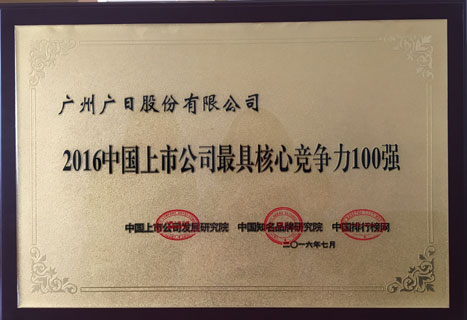 广州广日股份有限公司
2016中国上市公司最具核心竞争力100强
中国上市公司发展研究院 中国知名品牌研究院 中国排行榜网
二〇一六年七月